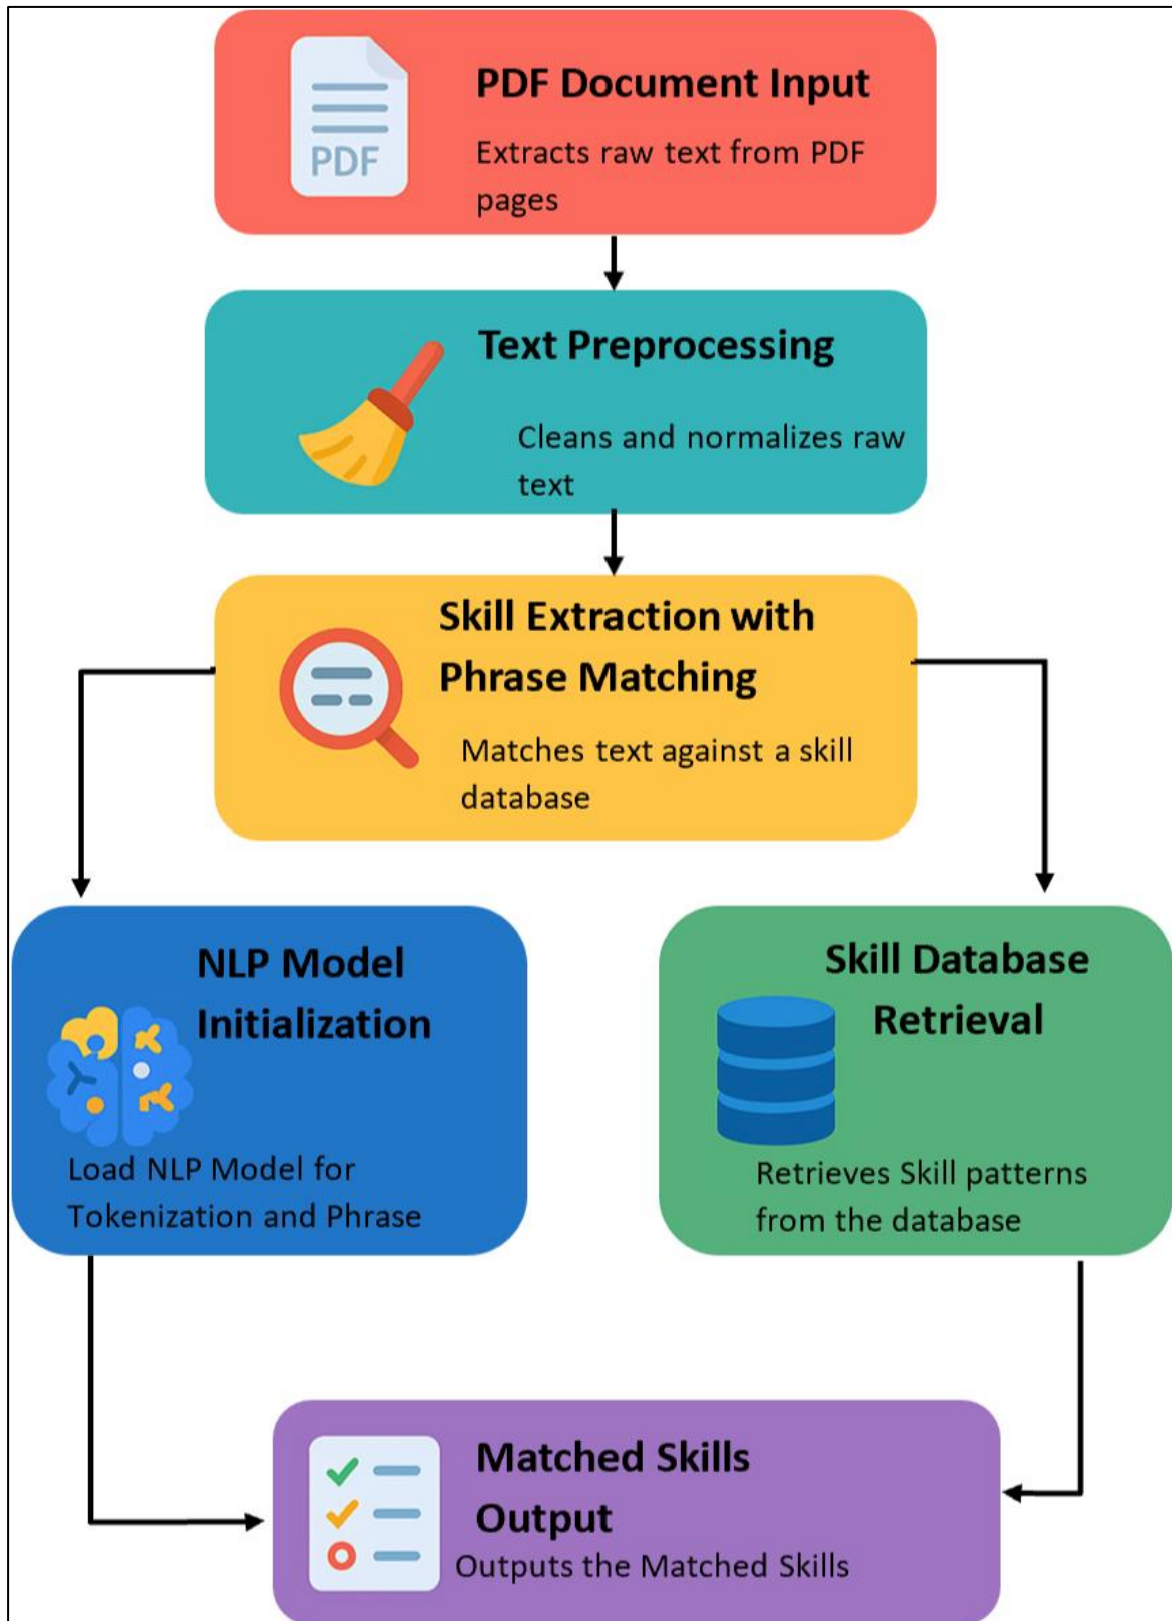 PDF
PDF Document Input
Extracts raw text from PDF
pages
Text Preprocessing
Cleans and normalizes raw
text
Skill Extraction with
Phrase Matching
Matches text against a skill
database
NLP Model
Initialization
Load NLP Model for
Tokenization and Phrase
Skill Database
Retrieval
Retrieves Skill patterns
from the database
Matched Skills
Output
Outputs the Matched Skills